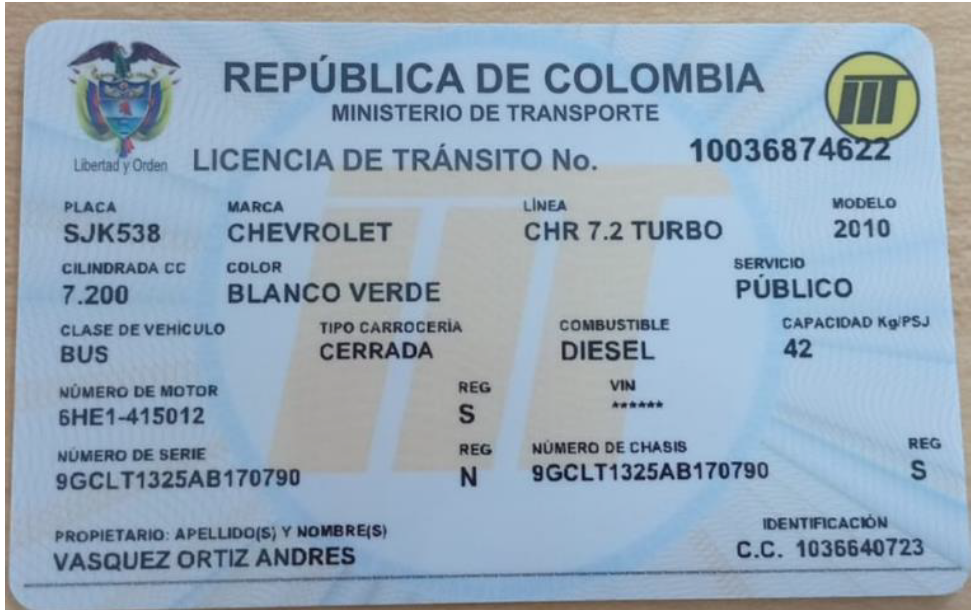 REPÚBLICA DE COLOMBIA
MINISTERIO DE TRANSPORTE
Libertad y Orden
LICENCIA DE TRÁNSITO No. 10036874622
PLACA MARCA LÍNEA MODELO
SJK538 CHEVROLET CHR 7.2 TURBO 2010
CILINDRADA CC COLOR SERVICIO
7.200 BLANCO VERDE PÚBLICO
CLASE DE VEHÍCULO TIPO CARROCERÍA COMBUSTIBLE CAPACIDAD Kg/PSJ
BUS CERRADA DIESEL 42
NÚMERO DE MOTOR REG VIN
6HE1-415012 S ******
NÚMERO DE SERIE REG NÚMERO DE CHASIS REG
9GCLT1325AB170790 N 9GCLT1325AB170790 S
PROPIETARIO: APELLIDO(S) Y NOMBRE(S) IDENTIFICACIÓN
VASQUEZ ORTIZ ANDRES C.C. 1036640723